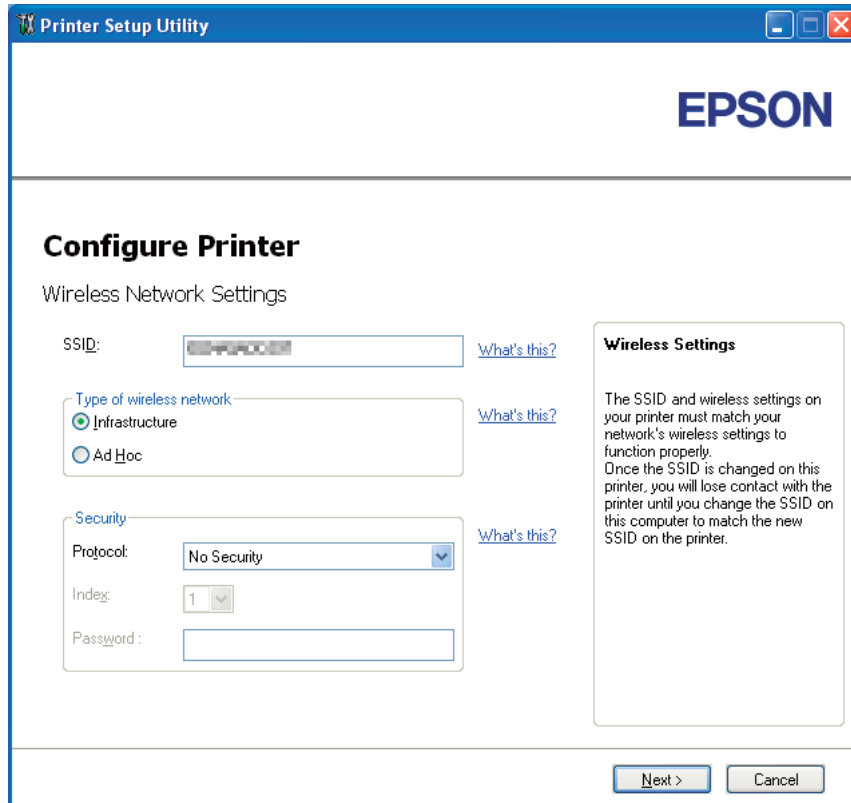 Printer Setup Utility
EPSON
Configure Printer
Wireless Network Settings
SSID:
What's this?
Type of wireless network
Infrastructure
Ad Hoc
What's this?
Security
Protocol:
No Security
What's this?
Index:
1
Password :
Wireless Settings
The SSID and wireless settings on
your printer must match your
network's wireless settings to
function properly.
Once the SSID is changed on this
printer, you will lose contact with the
printer until you change the SSID on
this computer to match the new
SSID on the printer.
Next >
Cancel